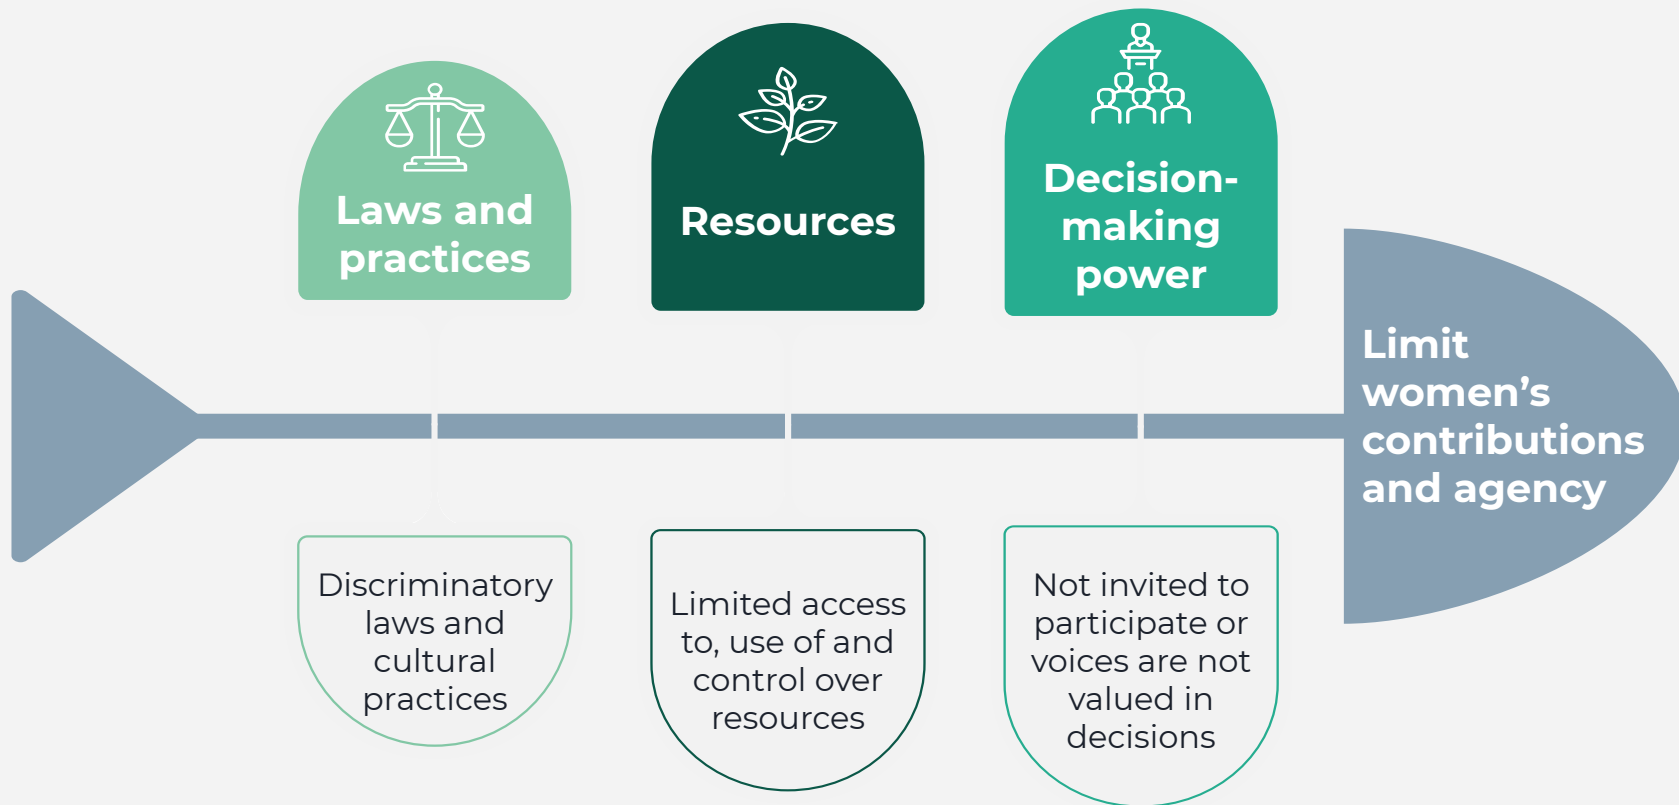 Laws and
practices
Resources
Decision-
making
power
Limit
women’s
contributions
and agency
Discriminatory
laws and
cultural
practices
Limited access
to, use of and
control over
resources
Not invited to
participate or
voices are not
valued in
decisions